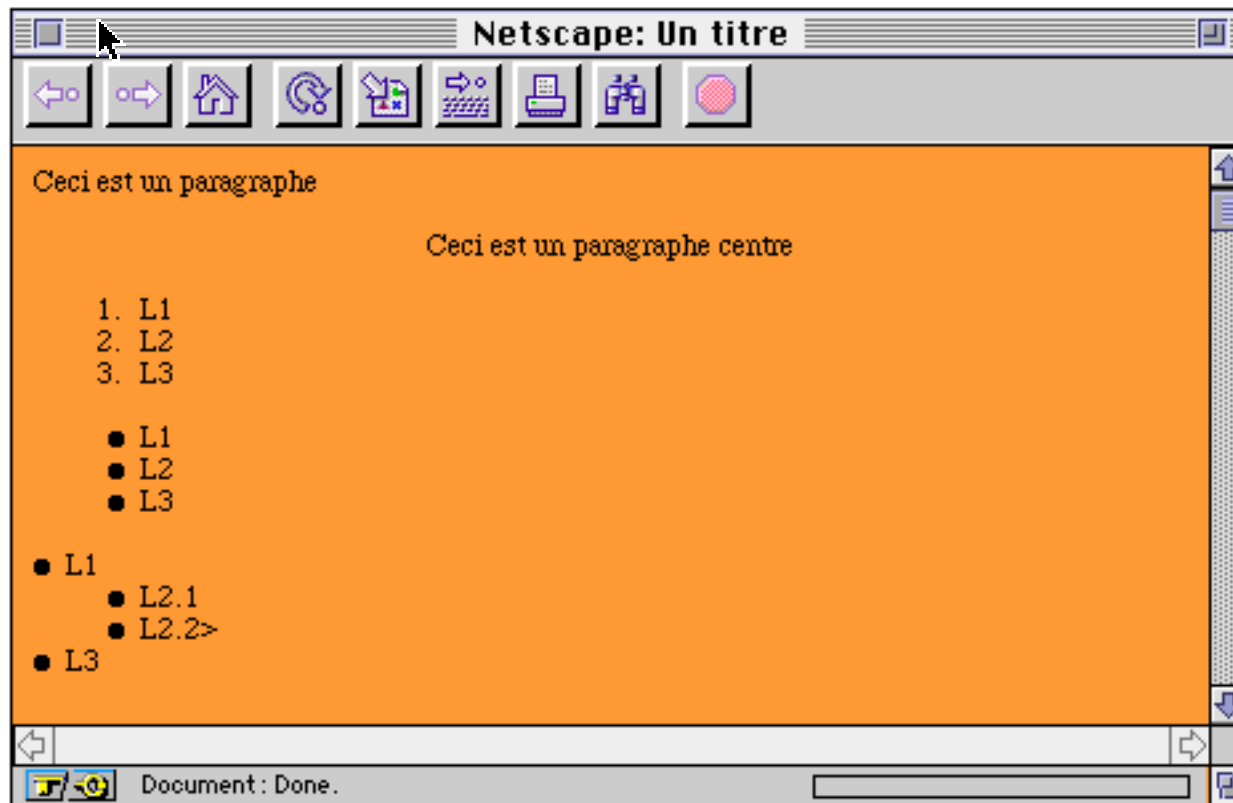 Netscape: Un titre
Ceci est un paragraphe
Ceci est un paragraphe centre
1. L1
2. L2
3. L3
● L1
● L2
● L3
● L1
● L2.1
● L2.2>
● L3
Document: Done.